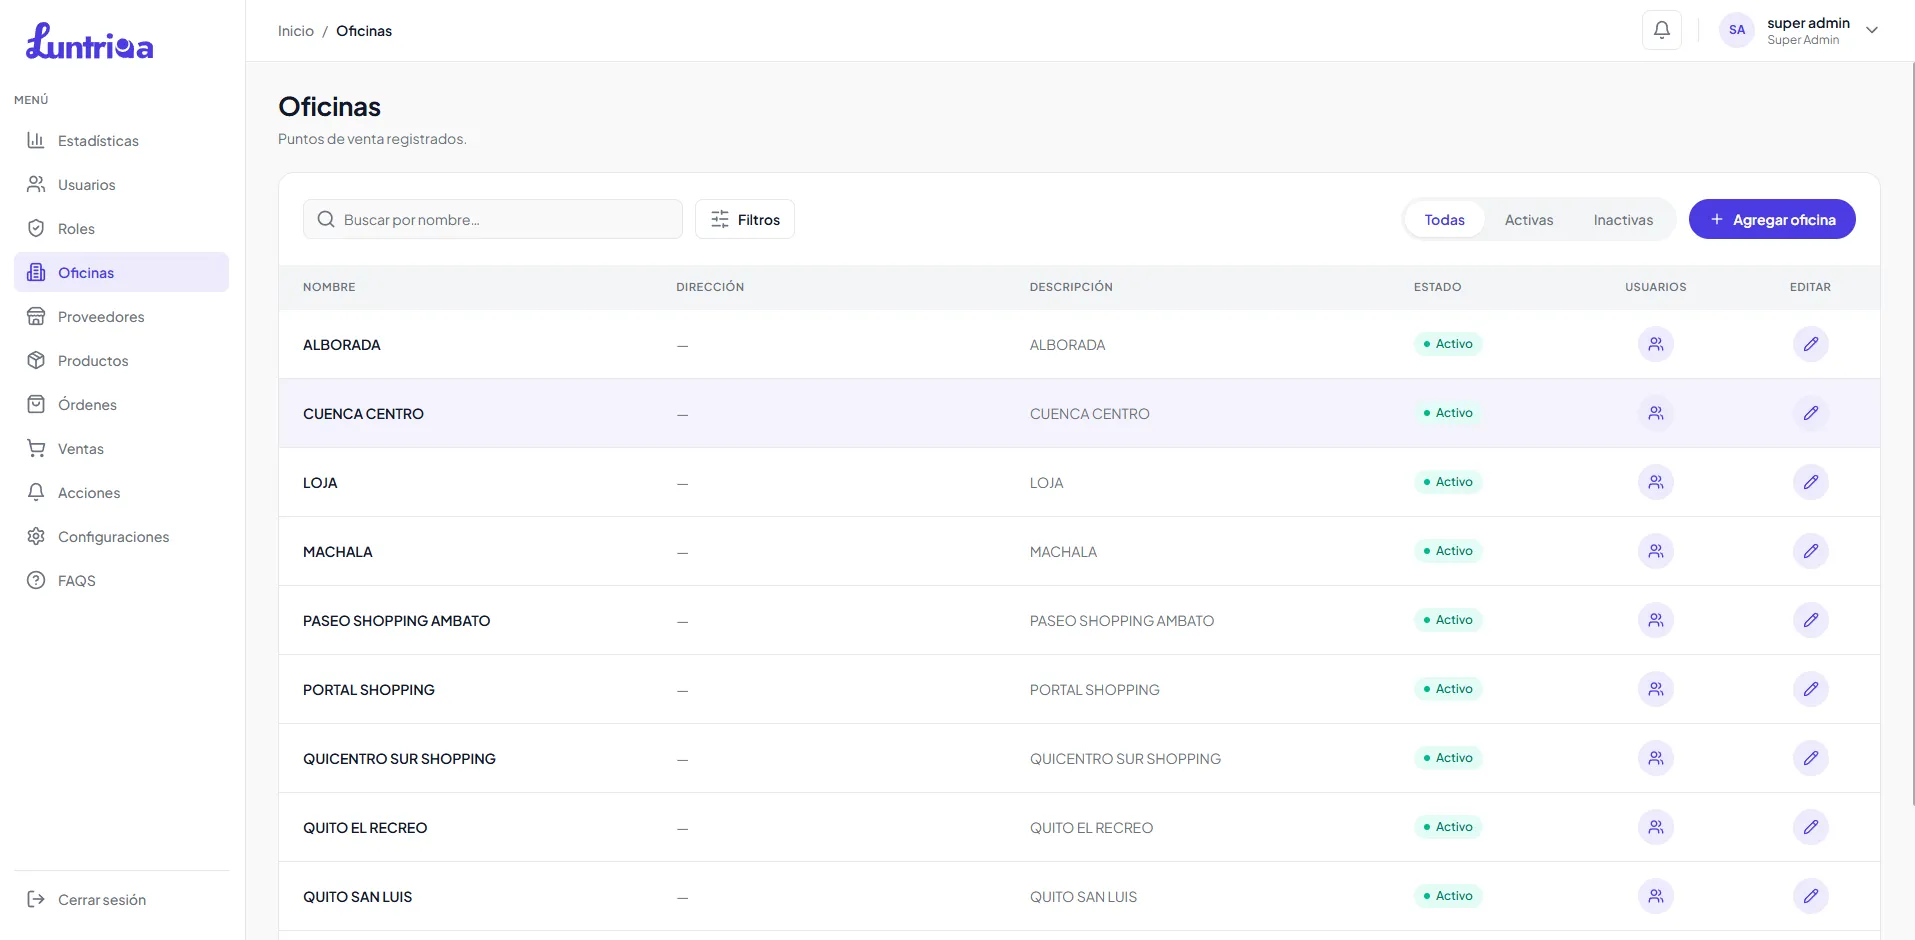 Luntriqa
Inicio / Oficinas
SA
super admin
Super Admin
MENÚ
Estadísticas
Usuarios
Roles
Oficinas
Proveedores
Productos
Órdenes
Ventas
Acciones
Configuraciones
FAQS
Cerrar sesión
Oficinas
Puntos de venta registrados.
Buscar por nombre...
Filtros
Todas Activas Inactivas
+ Agregar oficina
NOMBRE DIRECCIÓN DESCRIPCIÓN ESTADO USUARIOS EDITAR
ALBORADA — ALBORADA Activo
CUENCA CENTRO — CUENCA CENTRO Activo
LOJA — LOJA Activo
MACHALA — MACHALA Activo
PASEO SHOPPING AMBATO — PASEO SHOPPING AMBATO Activo
PORTAL SHOPPING — PORTAL SHOPPING Activo
QUICENTRO SUR SHOPPING — QUICENTRO SUR SHOPPING Activo
QUITO EL RECREO — QUITO EL RECREO Activo
QUITO SAN LUIS — QUITO SAN LUIS Activo